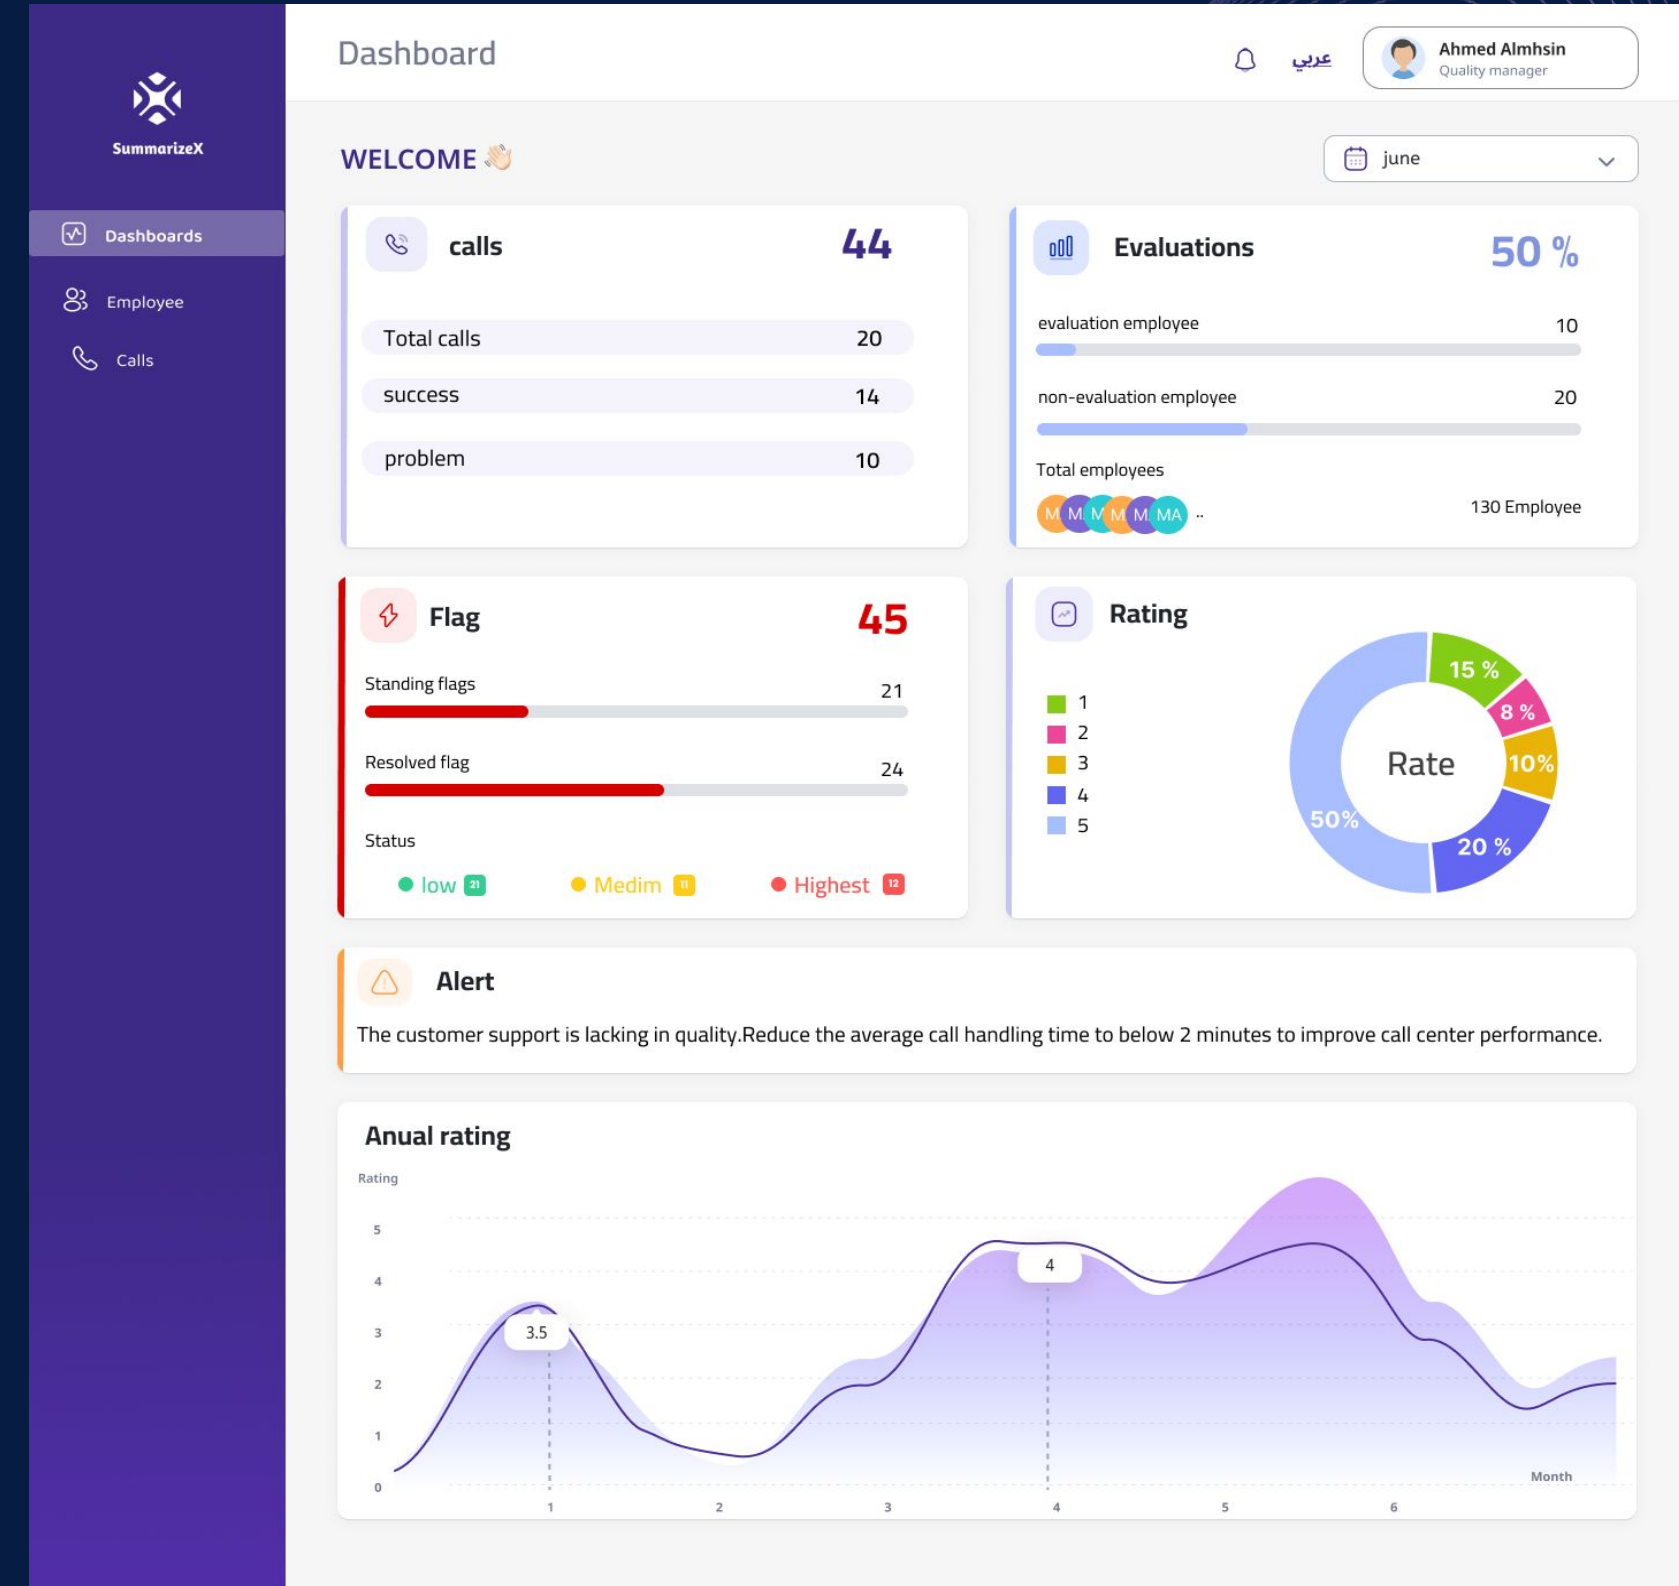 Dashboard
عربي
Ahmed Almhsin
Quality manager
SummarizeX
Dashboards
Employee
Calls
WELCOME 👋
june
calls 44
Total calls 20
success 14
problem 10
Evaluations 50 %
evaluation employee 10
non-evaluation employee 20
Total employees
M M M M M MA .. 130 Employee
Flag 45
Standing flags 21
Resolved flag 24
Status
low 21 Medim 11 Highest 12
Rating
1
2
3
4
5
15 %
8 %
10%
20 %
50%
Rate
Alert
The customer support is lacking in quality.Reduce the average call handling time to below 2 minutes to improve call center performance.
Anual rating
Rating
5
4
3
2
1
0
3.5
4
Month
1 2 3 4 5 6